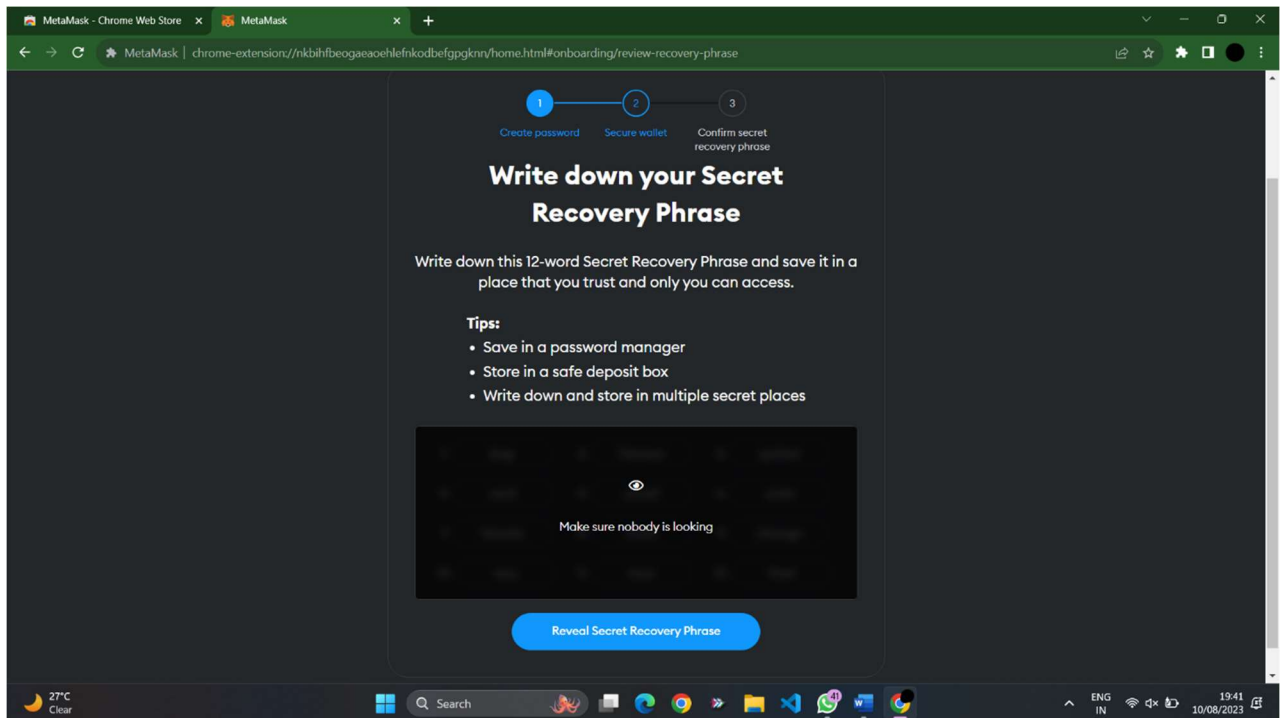 MetaMask - Chrome Web Store
MetaMask
MetaMask | chrome-extension://nkbihfbeogaeaoehlefnkodbefgpgknn/home.html#onboarding/review-recovery-phrase
1
2
3
Create password
Secure wallet
Confirm secret
recovery phrase
Write down your Secret
Recovery Phrase
Write down this 12-word Secret Recovery Phrase and save it in a
place that you trust and only you can access.
Tips:
• Save in a password manager
• Store in a safe deposit box
• Write down and store in multiple secret places
Make sure nobody is looking
Reveal Secret Recovery Phrase
27°C
Clear
Search
41
ENG
IN
19:41
10/08/2023